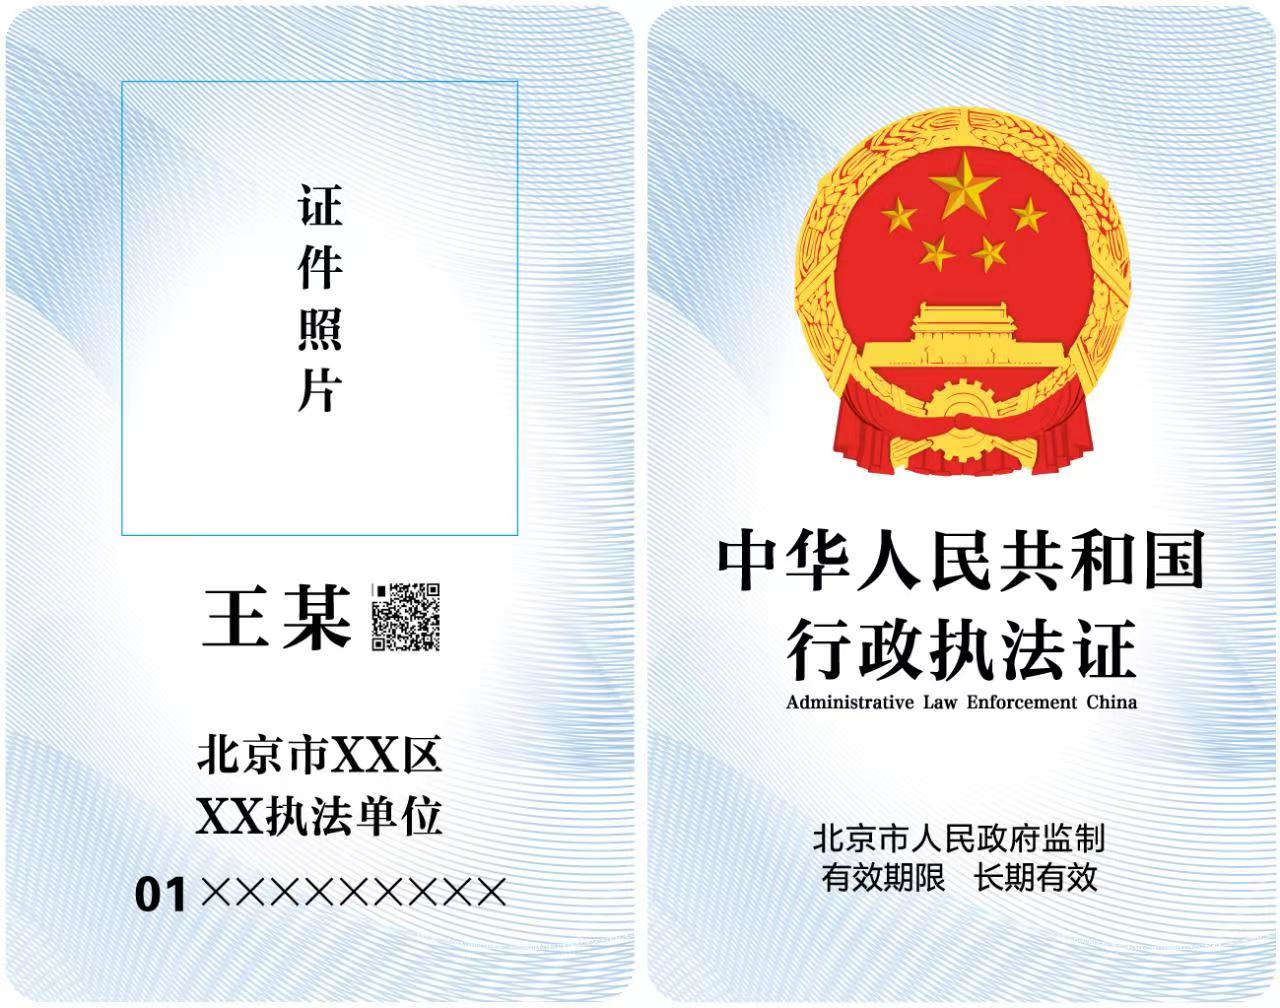 证件照片
王某
北京市XX区
XX执法单位
01×××××××××
中华人民共和国
行政执法证
Administrative Law Enforcement China
北京市人民政府监制
有效期限 长期有效